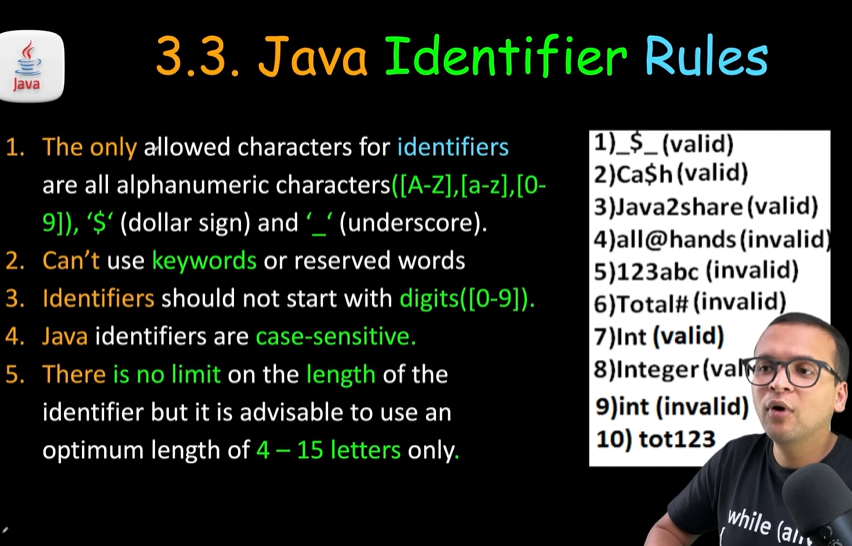 3.3. Java Identifier Rules
Java
1. The only allowed characters for identifiers
are all alphanumeric characters([A-Z],[a-z],[0-
9]), ‘$‘ (dollar sign) and ‘_‘ (underscore).
2. Can’t use keywords or reserved words
3. Identifiers should not start with digits([0-9]).
4. Java identifiers are case-sensitive.
5. There is no limit on the length of the
identifier but it is advisable to use an
optimum length of 4 – 15 letters only.
1)_$_ (valid)
2)Ca$h (valid)
3)Java2share (valid)
4)all@hands (invalid)
5)123abc (invalid)
6)Total# (invalid)
7)Int (valid)
8)Integer (val
9)int (invalid)
10) tot123
while